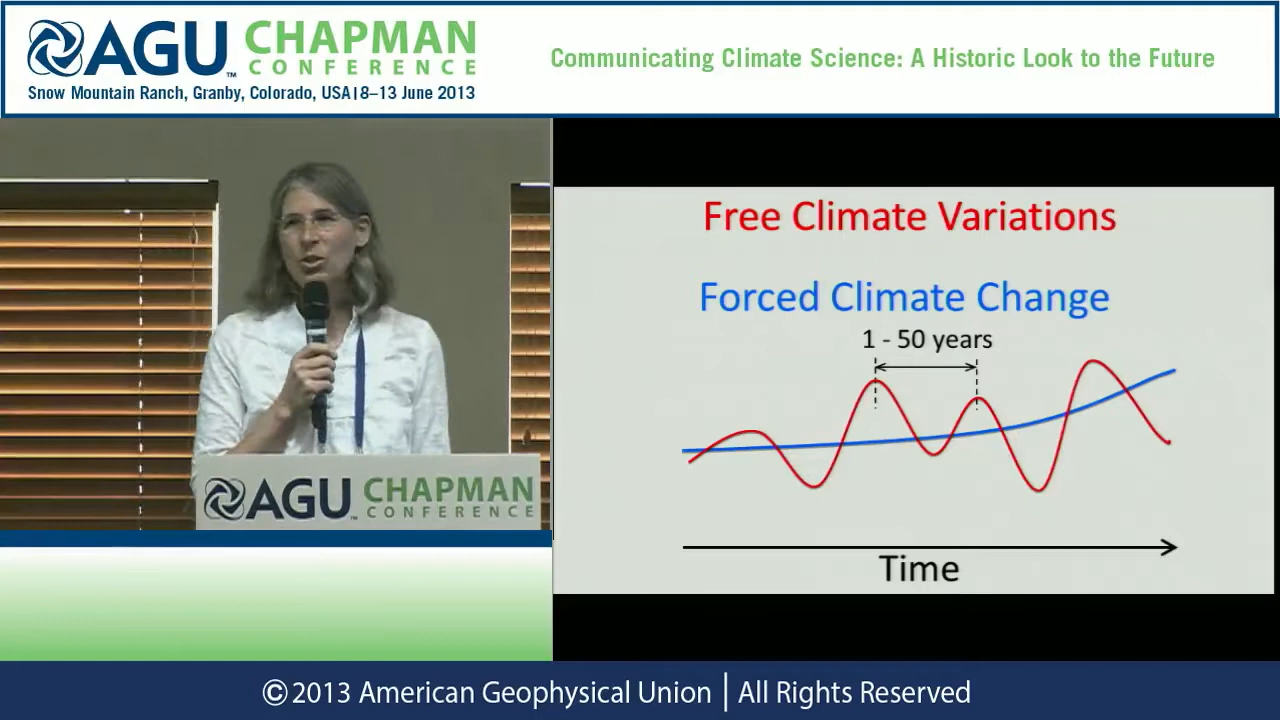 AGU CHAPMAN
™ CONFERENCE
Snow Mountain Ranch, Granby, Colorado, USA | 8–13 June 2013
Communicating Climate Science: A Historic Look to the Future
Free Climate Variations
Forced Climate Change
1 - 50 years
Time
AGU CHAPMAN
™ CONFERENCE
©2013 American Geophysical Union | All Rights Reserved